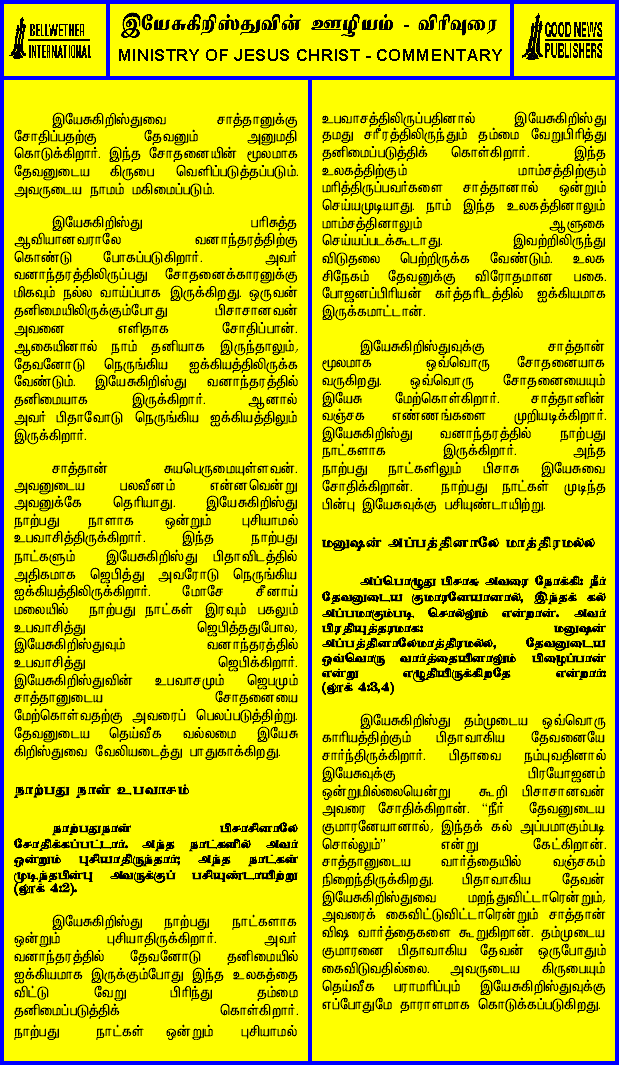 BELLWETHER
INTERNATIONAL
இயேசுகிறிஸ்துவின் ஊழியம் - விரிவுரை
MINISTRY OF JESUS CHRIST - COMMENTARY
GOOD NEWS
PUBLISHERS
இயேசுகிறிஸ்துவை சாத்தானுக்கு
சோதிப்பதற்கு தேவனும் அனுமதி
கொடுக்கிறார். இந்த சோதனையின் மூலமாக
தேவனுடைய கிருபை வெளிப்படுத்தப்படும்.
அவருடைய நாமம் மகிமைப்படும்.
இயேசுகிறிஸ்து பரிசுத்த
ஆவியானவராலே வனாந்தரத்திற்கு
கொண்டு போகப்படுகிறார். அவர்
வனாந்தரத்திலிருப்பது சோதனைக்காரனுக்கு
மிகவும் நல்ல வாய்ப்பாக இருக்கிறது. ஒருவன்
தனிமையிலிருக்கும்போது பிசாசானவன்
அவனை எளிதாக சோதிப்பான்.
ஆகையினால் நாம் தனியாக இருந்தாலும்,
தேவனோடு நெருங்கிய ஐக்கியத்திலிருக்க
வேண்டும். இயேசுகிறிஸ்து வனாந்தரத்தில்
தனிமையாக இருக்கிறார். ஆனால்
அவர் பிதாவோடு நெருங்கிய ஐக்கியத்திலும்
இருக்கிறார்.
சாத்தான் சுயபெருமையுள்ளவன்.
அவனுடைய பலவீனம் என்னவென்று
அவனுக்கே தெரியாது. இயேசுகிறிஸ்து
நாற்பது நாளாக ஒன்றும் புசியாமல்
உபவாசித்திருக்கிறார். இந்த நாற்பது
நாட்களும் இயேசுகிறிஸ்து பிதாவிடத்தில்
அதிகமாக ஜெபித்து அவரோடு நெருங்கிய
ஐக்கியத்திலிருக்கிறார். மோசே சீனாய்
மலையில் நாற்பது நாட்கள் இரவும் பகலும்
உபவாசித்து ஜெபித்ததுபோல,
இயேசுகிறிஸ்துவும் வனாந்தரத்தில்
உபவாசித்து ஜெபிக்கிறார்.
இயேசுகிறிஸ்துவின் உபவாசமும் ஜெபமும்
சாத்தானுடைய சோதனையை
மேற்கொள்வதற்கு அவரைப் பெலப்படுத்திற்று.
தேவனுடைய தெய்வீக வல்லமை இயேசு
கிறிஸ்துவை வேலியடைத்து பாதுகாக்கிறது.
நாற்பது நாள் உபவாசம்
நாற்பதுநாள் பிசாசினாலே
சோதிக்கப்பட்டார். அந்த நாட்களில் அவர்
ஒன்றும் புசியாதிருந்தார்; அந்த நாட்கள்
முடிந்தபின்பு அவருக்குப் பசியுண்டாயிற்று
(லூக் 4:2).
இயேசுகிறிஸ்து நாற்பது நாட்களாக
ஒன்றும் புசியாதிருக்கிறார். அவர்
வனாந்தரத்தில் தேவனோடு தனிமையில்
ஐக்கியமாக இருக்கும்போது இந்த உலகத்தை
விட்டு வேறு பிரிந்து தம்மை
தனிமைப்படுத்திக் கொள்கிறார்.
நாற்பது நாட்கள் ஒன்றும் புசியாமல்
உபவாசத்திலிருப்பதினால் இயேசுகிறிஸ்து
தமது சரீரத்திலிருந்தும் தம்மை வேறுபிரித்து
தனிமைப்படுத்திக் கொள்கிறார். இந்த
உலகத்திற்கும் மாம்சத்திற்கும்
மரித்திருப்பவர்களை சாத்தானால் ஒன்றும்
செய்யமுடியாது. நாம் இந்த உலகத்தினாலும்
மாம்சத்தினாலும் ஆளுகை
செய்யப்படக்கூடாது. இவற்றிலிருந்து
விடுதலை பெற்றிருக்க வேண்டும். உலக
சிநேகம் தேவனுக்கு விரோதமான பகை.
போஜனப்பிரியன் கர்த்தரிடத்தில் ஐக்கியமாக
இருக்கமாட்டான்.
இயேசுகிறிஸ்துவுக்கு சாத்தான்
மூலமாக ஒவ்வொரு சோதனையாக
வருகிறது. ஒவ்வொரு சோதனையையும்
இயேசு மேற்கொள்கிறார். சாத்தானின்
வஞ்சக எண்ணங்களை முறியடிக்கிறார்.
இயேசுகிறிஸ்து வனாந்தரத்தில் நாற்பது
நாட்களாக இருக்கிறார். அந்த
நாற்பது நாட்களிலும் பிசாசு இயேசுவை
சோதிக்கிறான். நாற்பது நாட்கள் முடிந்த
பின்பு இயேசுவுக்கு பசியுண்டாயிற்று.
மனுஷன் அப்பத்தினாலே மாத்திரமல்ல
அப்பொழுது பிசாசு அவரை நோக்கி: நீர்
தேவனுடைய குமாரனேயானால், இந்தக் கல்
அப்பமாகும்படி சொல்லும் என்றான். அவர்
பிரதியுத்தரமாக: மனுஷன்
அப்பத்தினாலேமாத்திரமல்ல, தேவனுடைய
ஒவ்வொரு வார்த்தையினாலும் பிழைப்பான்
என்று எழுதியிருக்கிறதே என்றார்
(லூக் 4:3,4)
இயேசுகிறிஸ்து தம்முடைய ஒவ்வொரு
காரியத்திற்கும் பிதாவாகிய தேவனையே
சார்ந்திருக்கிறார். பிதாவை நம்புவதினால்
இயேசுவுக்கு பிரயோஜனம்
ஒன்றுமில்லையென்று கூறி பிசாசானவன்
அவரை சோதிக்கிறான். “நீர் தேவனுடைய
குமாரனேயானால், இந்தக் கல் அப்பமாகும்படி
சொல்லும்” என்று கேட்கிறான்.
சாத்தானுடைய வார்த்தையில் வஞ்சகம்
நிறைந்திருக்கிறது. பிதாவாகிய தேவன்
இயேசுகிறிஸ்துவை மறந்துவிட்டாரென்றும்,
அவரைக் கைவிட்டுவிட்டாரென்றும் சாத்தான்
விஷ வார்த்தைகளை கூறுகிறான். தம்முடைய
குமாரனை பிதாவாகிய தேவன் ஒருபோதும்
கைவிடுவதில்லை. அவருடைய கிருபையும்
தெய்வீக பராமரிப்பும் இயேசுகிறிஸ்துவுக்கு
எப்போதுமே தாராளமாக கொடுக்கப்படுகிறது.